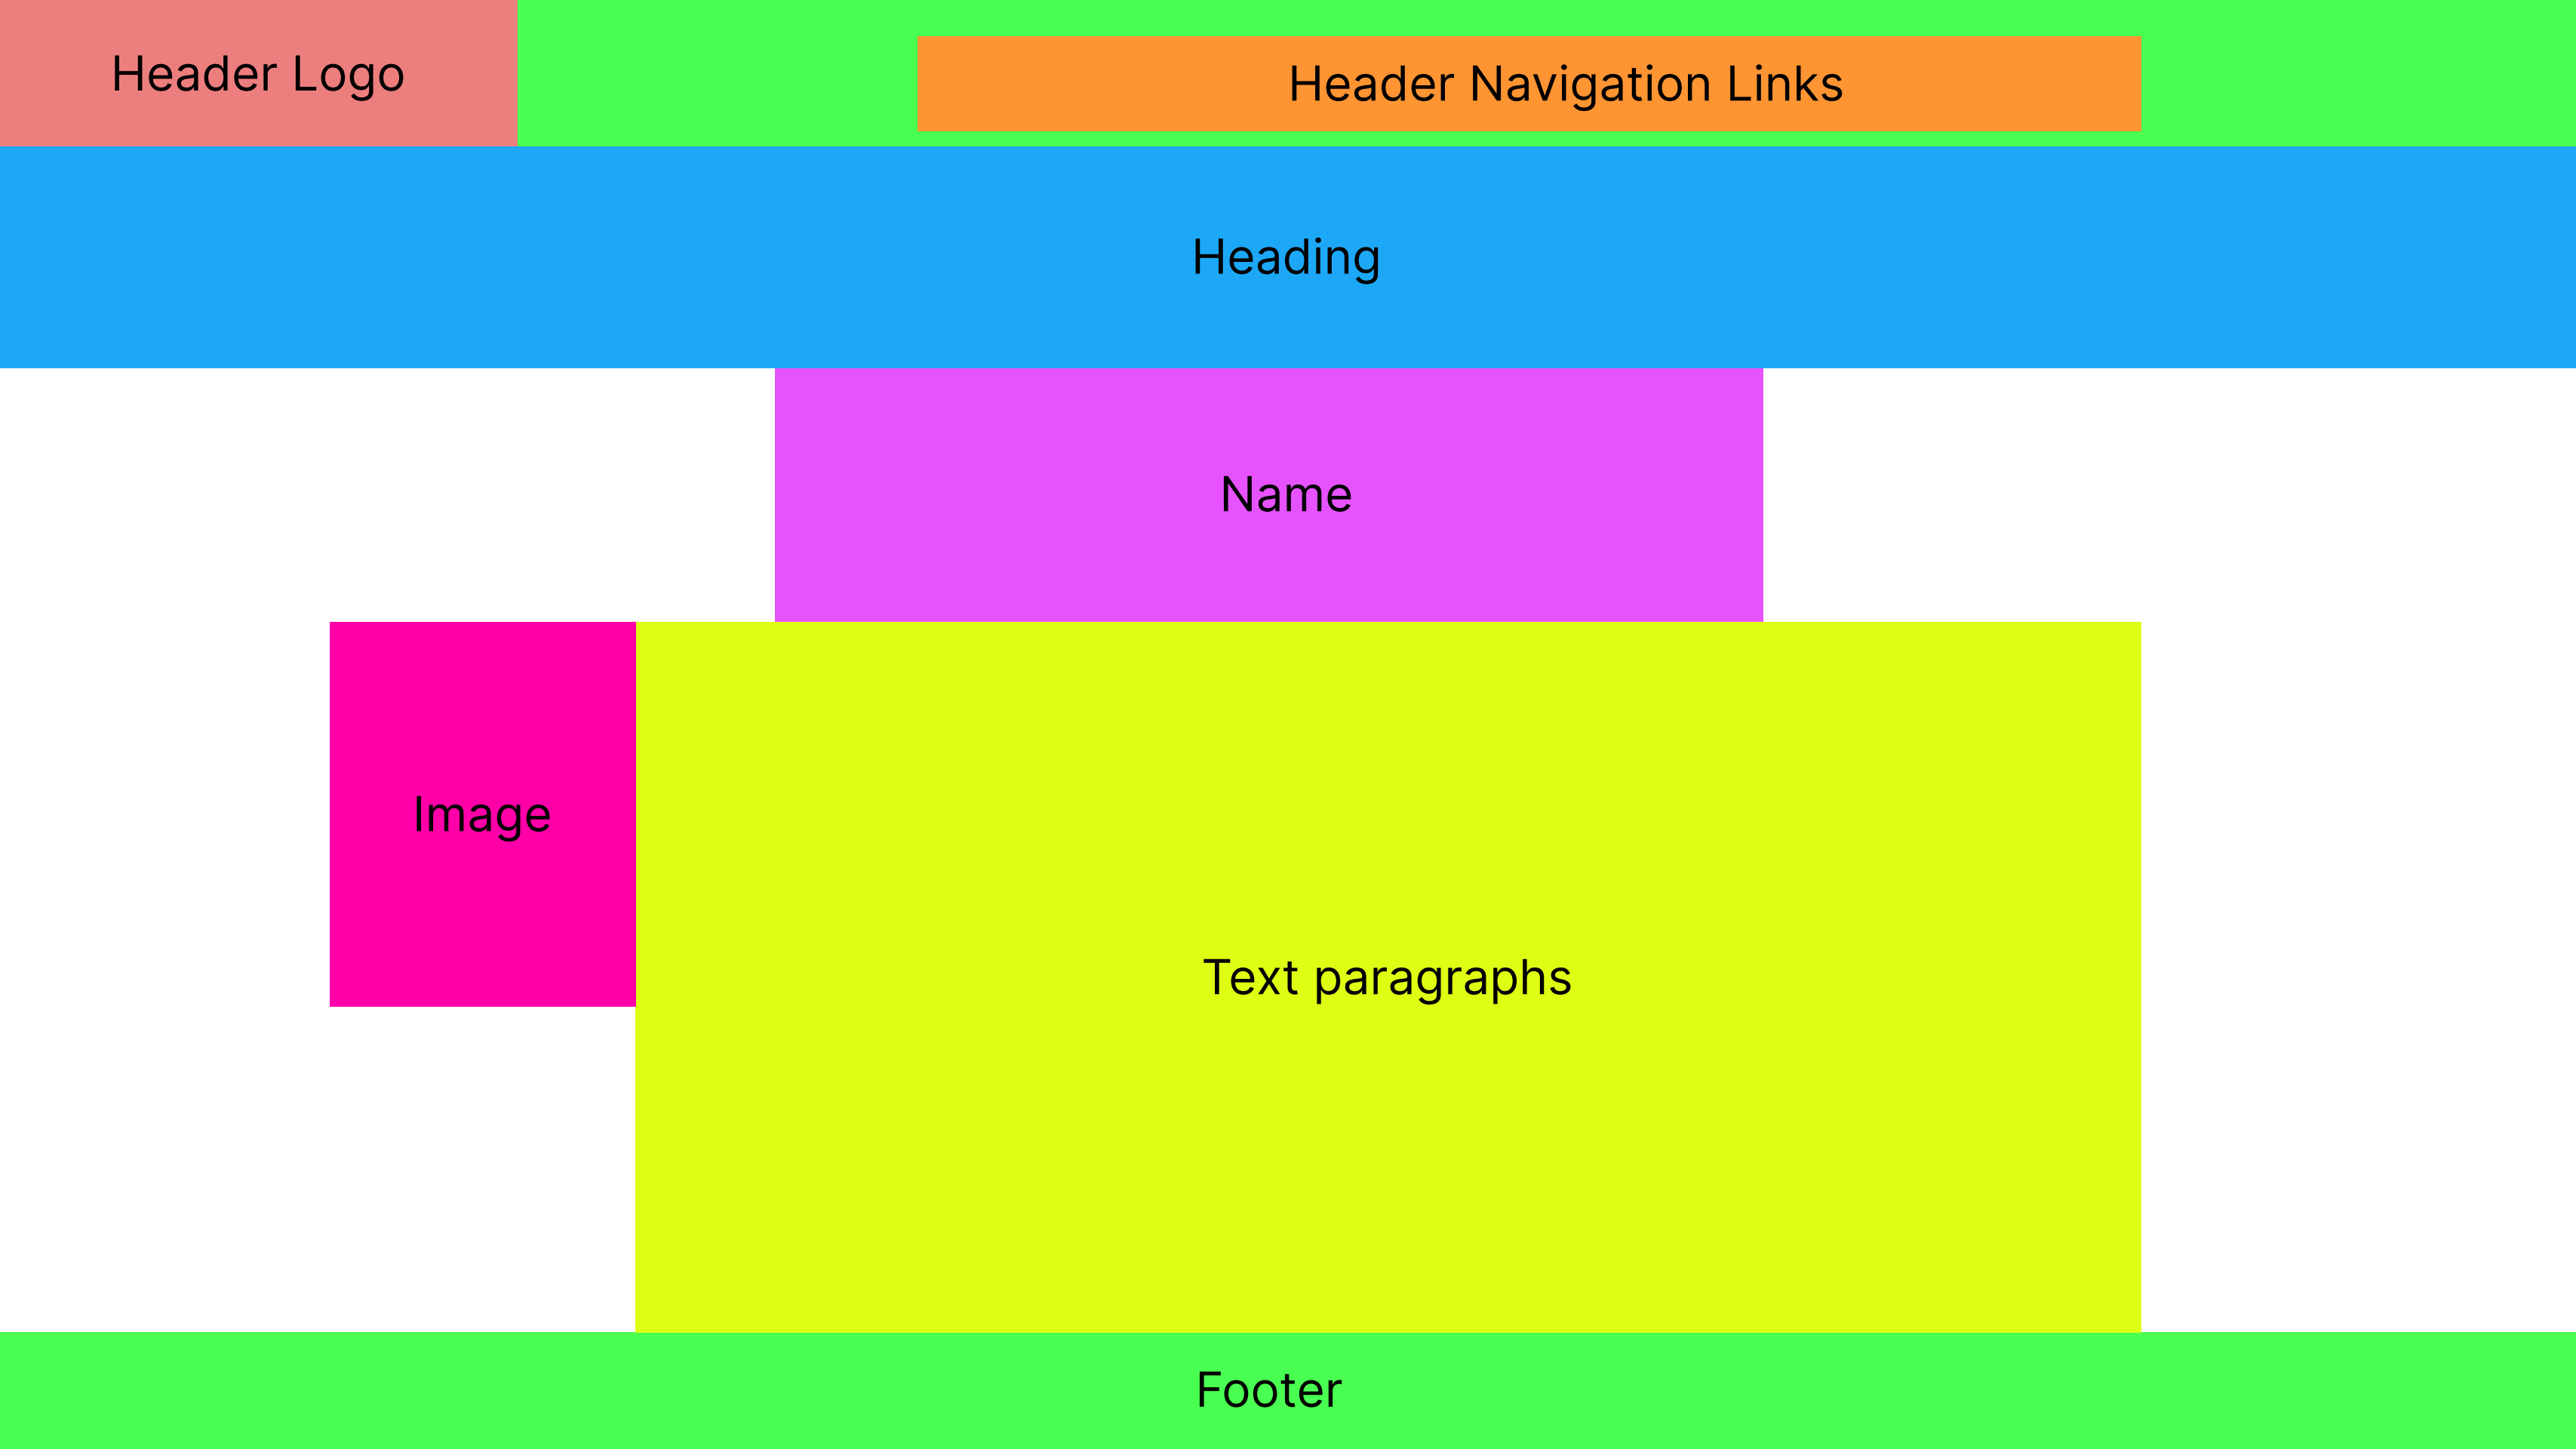 Header Logo
Header Navigation Links
Heading
Name
Image
Text paragraphs
Footer